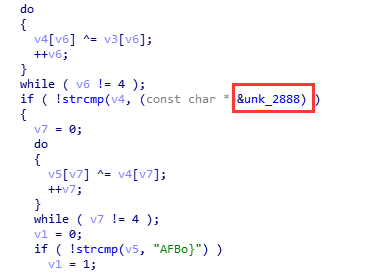 do
{
v4[v6] ^= v3[v6];
++v6;
}
while ( v6 != 4 );
if ( !strcmp(v4, (const char *)&unk_2888) )
{
v7 = 0;
do
{
v5[v7] ^= v4[v7];
++v7;
}
while ( v7 != 4 );
v1 = 0;
if ( !strcmp(v5, "AFBo}") )
v1 = 1;